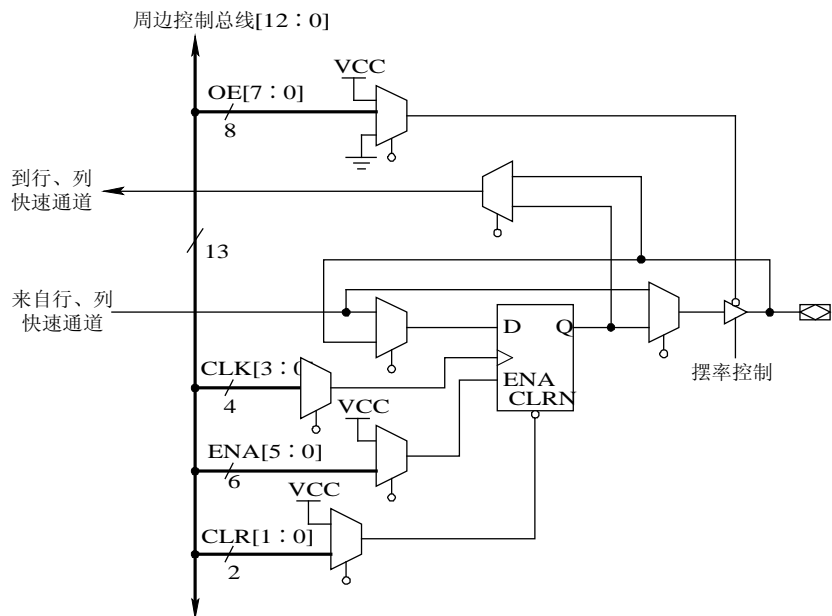 周边控制总线[12：0]
VCC
OE[7：0]
8
到行、列
快速通道
13
来自行、列
快速通道
D
Q
CLK[3：0
4
ENA
CLRN
摆率控制
VCC
ENA[5：0]
6
VCC
CLR[1：0]
2